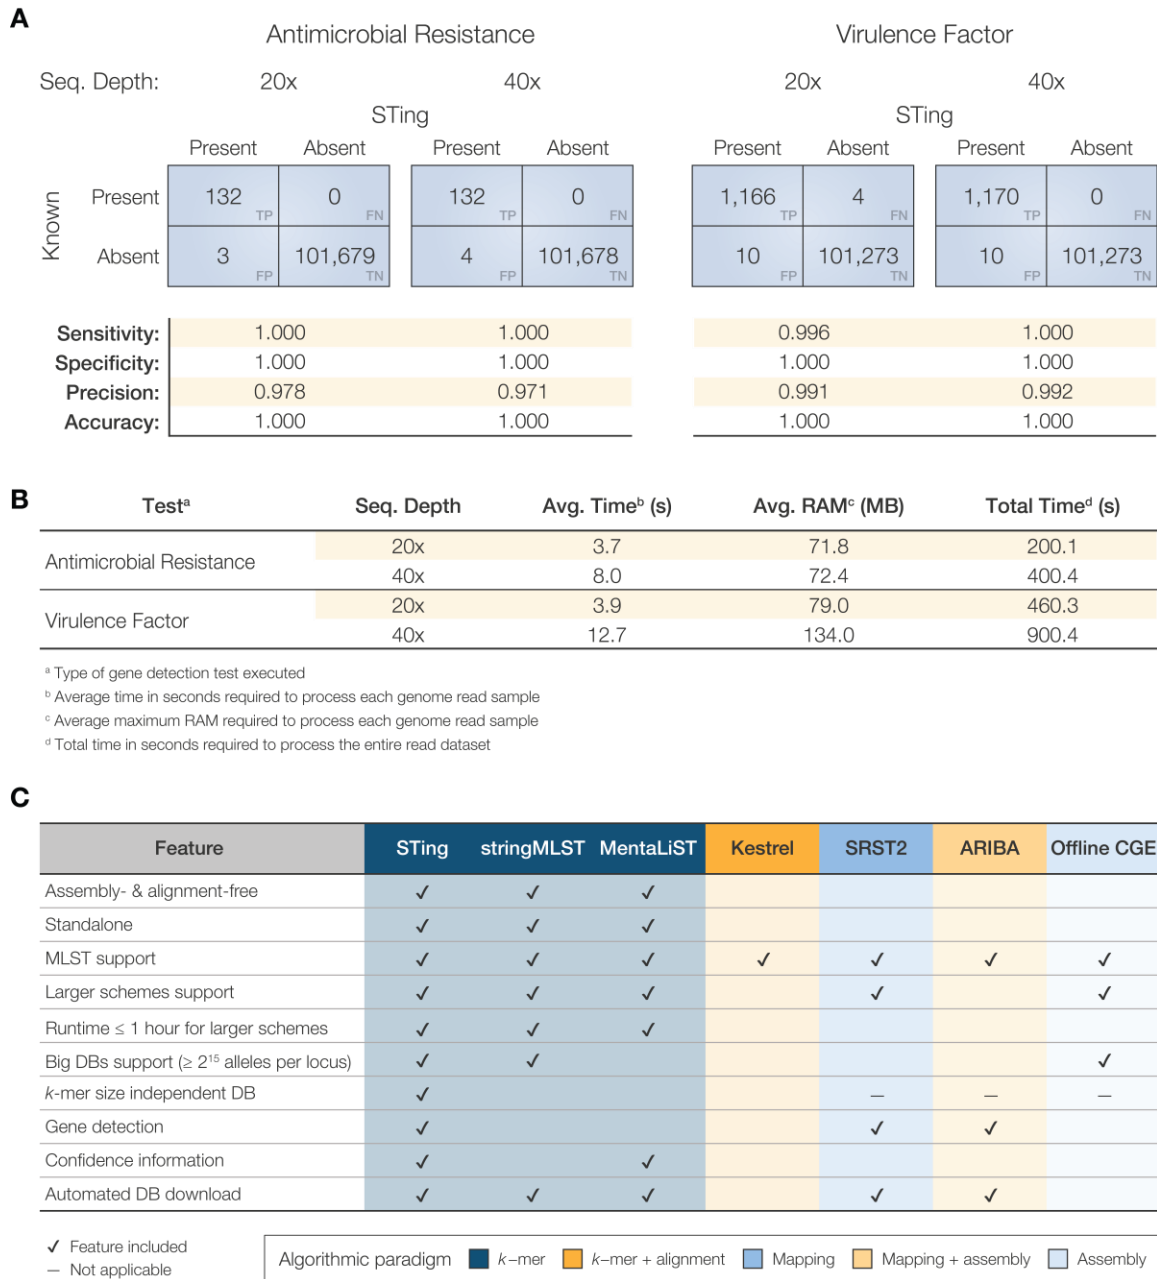 A
Antimicrobial Resistance Virulence Factor
Seq. Depth: 20x 40x 20x 40x
STing STing
Present Absent Present Absent Present Absent Present Absent
Known
Present 132 TP 0 FN 132 TP 0 FN 1,166 TP 4 FN 1,170 TP 0 FN
Absent 3 FP 101,679 TN 4 FP 101,678 TN 10 FP 101,273 TN 10 FP 101,273 TN
Sensitivity: 1.000 1.000 0.996 1.000
Specificity: 1.000 1.000 1.000 1.000
Precision: 0.978 0.971 0.991 0.992
Accuracy: 1.000 1.000 1.000 1.000
B
Testᵃ Seq. Depth Avg. Timeᵇ (s) Avg. RAMᶜ (MB) Total Timeᵈ (s)
Antimicrobial Resistance 20x 3.7 71.8 200.1
40x 8.0 72.4 400.4
Virulence Factor 20x 3.9 79.0 460.3
40x 12.7 134.0 900.4
ᵃ Type of gene detection test executed
ᵇ Average time in seconds required to process each genome read sample
ᶜ Average maximum RAM required to process each genome read sample
ᵈ Total time in seconds required to process the entire read dataset
C
Feature STing stringMLST MentaLiST Kestrel SRST2 ARIBA Offline CGE
Assembly- & alignment-free ✓ ✓ ✓
Standalone ✓ ✓ ✓
MLST support ✓ ✓ ✓ ✓ ✓ ✓ ✓
Larger schemes support ✓ ✓ ✓ ✓ ✓
Runtime ≤ 1 hour for larger schemes ✓ ✓ ✓
Big DBs support (≥ 2¹⁵ alleles per locus) ✓ ✓ ✓
k-mer size independent DB ✓ – – –
Gene detection ✓ ✓ ✓
Confidence information ✓ ✓
Automated DB download ✓ ✓ ✓ ✓ ✓
✓ Feature included
– Not applicable
Algorithmic paradigm k–mer k–mer + alignment Mapping Mapping + assembly Assembly